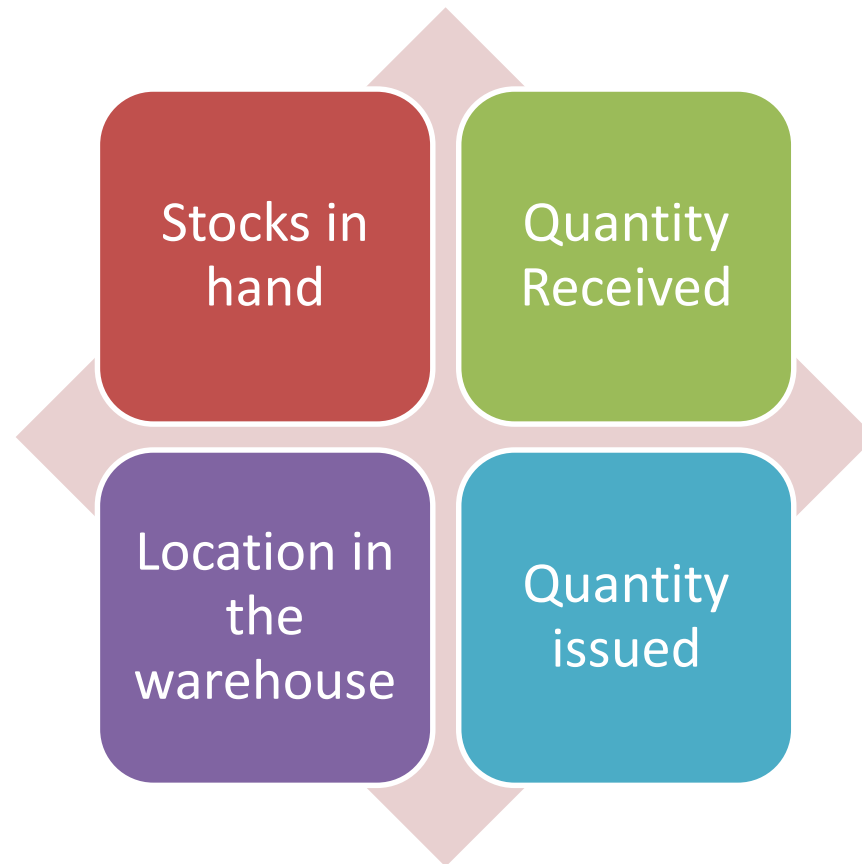 Stocks in
hand
Quantity
Received
Location in
the
warehouse
Quantity
issued